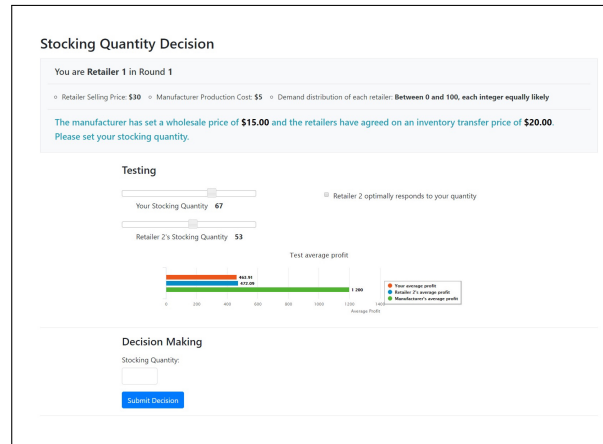 Stocking Quantity Decision
You are Retailer 1 in Round 1
Retailer Selling Price: $30 Manufacturer Production Cost: $5 Demand distribution of each retailer: Between 0 and 100, each integer equally likely
The manufacturer has set a wholesale price of $15.00 and the retailers have agreed on an inventory transfer price of $20.00.
Please set your stocking quantity.
Testing
Your Stocking Quantity 67
Retailer 2 optimally responds to your quantity
Retailer 2's Stocking Quantity 53
Test average profit
463.91
472.09
1 200
Your average profit
Retailer 2's average profit
Manufacturer's average profit
0 200 400 600 800 1000 1200 1400
Average Profit
Decision Making
Stocking Quantity:
Submit Decision